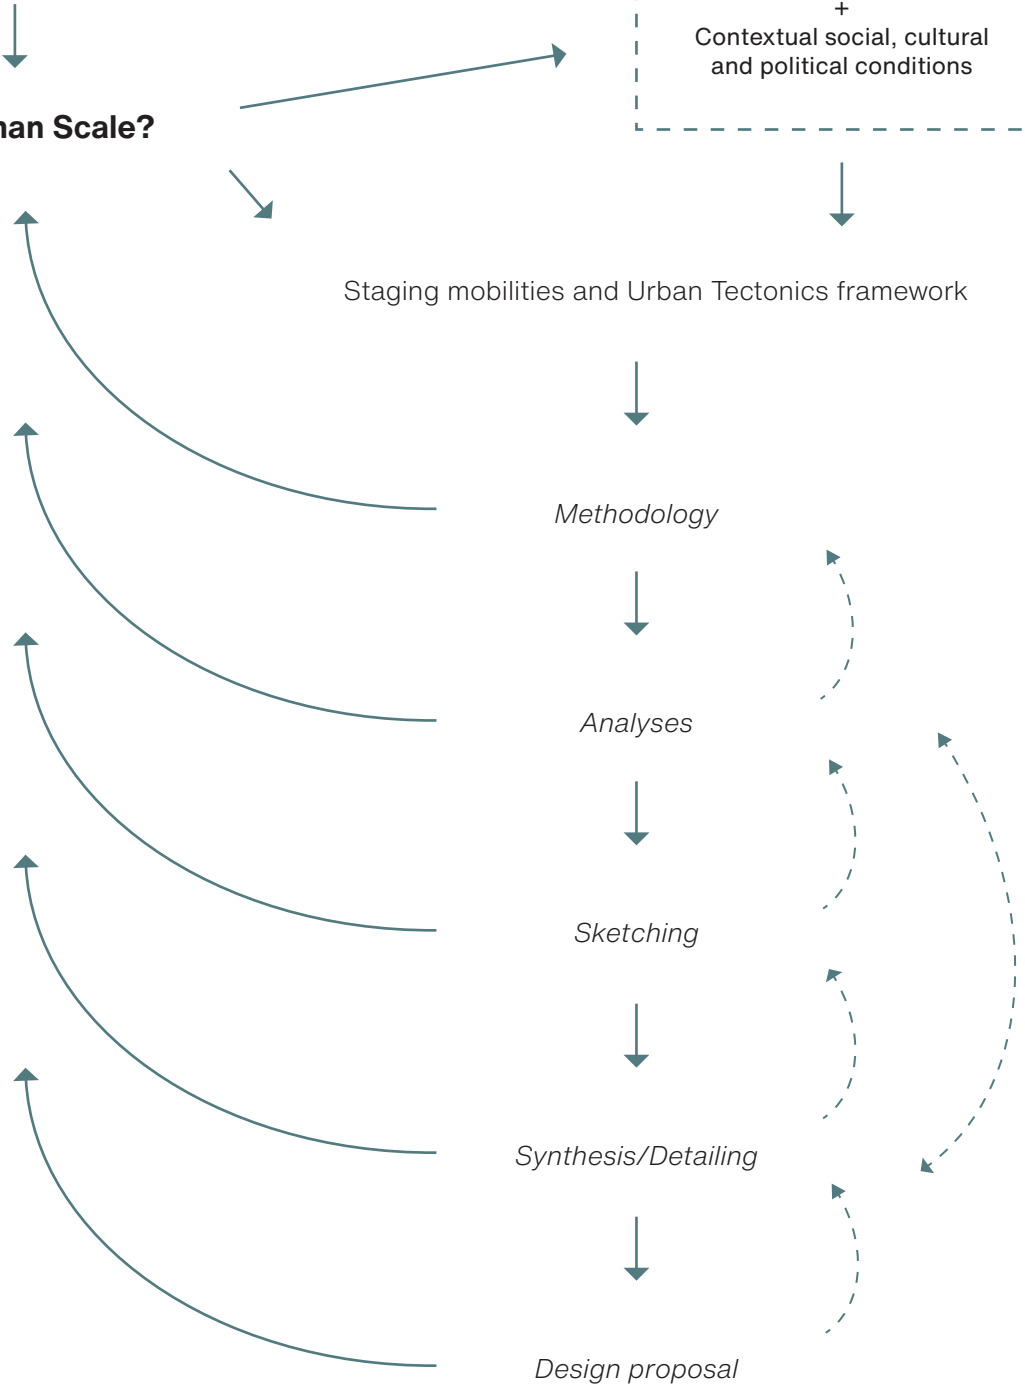 +
Contextual social, cultural
and political conditions
Scale?
Staging mobilities and Urban Tectonics framework
Methodology
Analyses
Sketching
Synthesis/Detailing
Design proposal